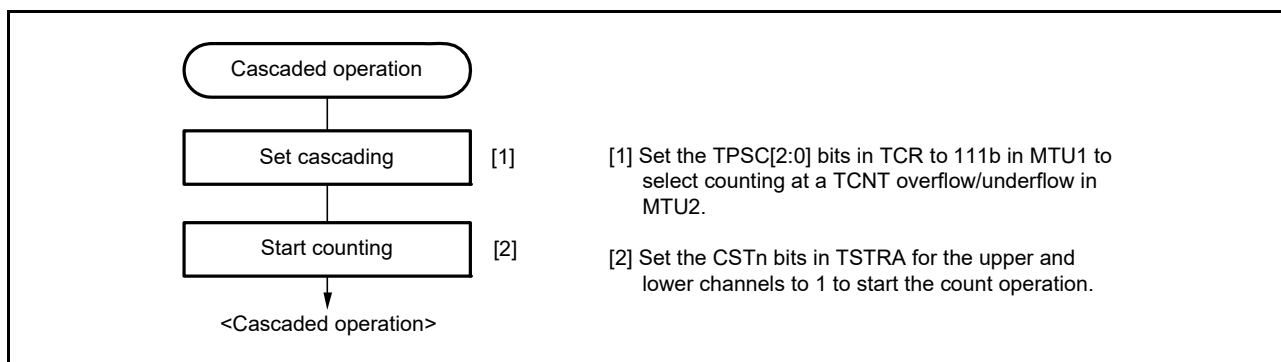 Cascaded operation
Set cascading
[1]
[1] Set the TPSC[2:0] bits in TCR to 111b in MTU1 to
select counting at a TCNT overflow/underflow in
MTU2.
Start counting
[2]
[2] Set the CSTn bits in TSTRA for the upper and
lower channels to 1 to start the count operation.
<Cascaded operation>